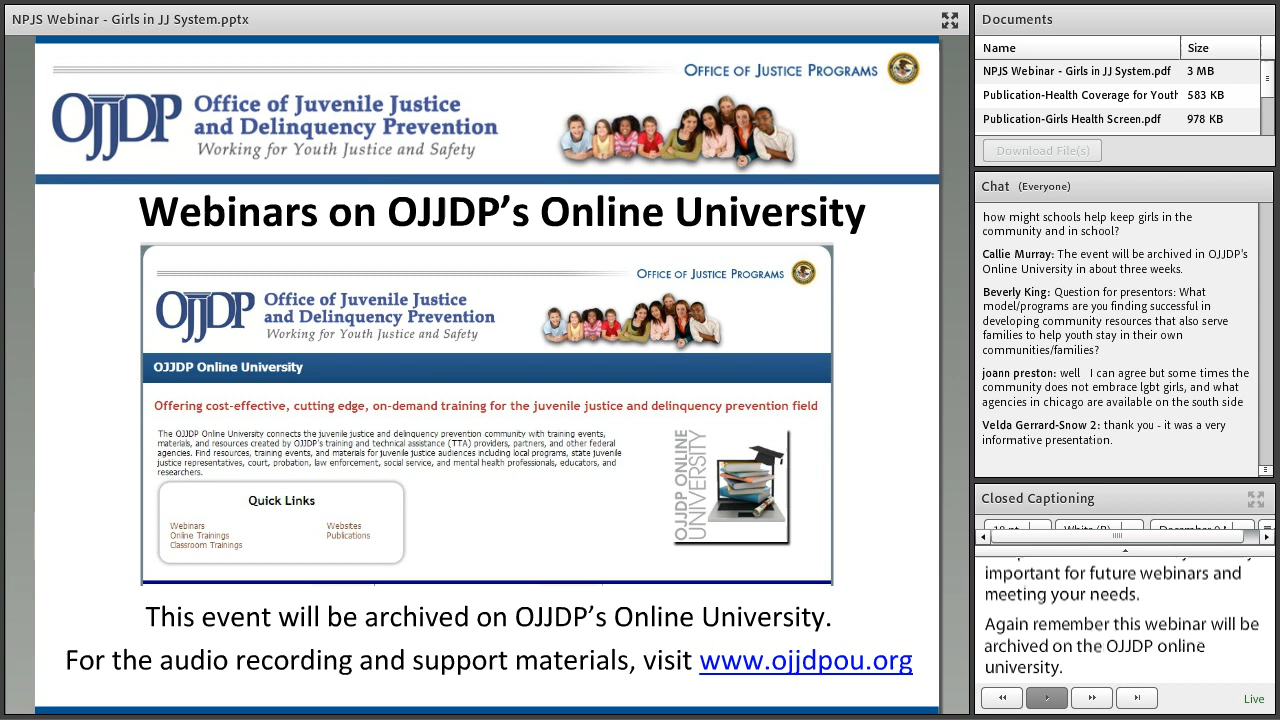 NPJS Webinar - Girls in JJ System.pptx
OFFICE OF JUSTICE PROGRAMS
OJJDP
Office of Juvenile Justice
and Delinquency Prevention
Working for Youth Justice and Safety
Webinars on OJJDP’s Online University
OFFICE OF JUSTICE PROGRAMS
OJJDP
Office of Juvenile Justice
and Delinquency Prevention
Working for Youth Justice and Safety
OJJDP Online University
Offering cost-effective, cutting edge, on-demand training for the juvenile justice and delinquency prevention field
The OJJDP Online University connects the juvenile justice and delinquency prevention community with training events,
materials, and resources created by OJJDP's training and technical assistance (TTA) providers, partners, and other federal
agencies. Find resources, training events, and materials for juvenile justice audiences including local programs, state juvenile
justice representatives, court, probation, law enforcement, social service, and mental health professionals, educators, and
researchers.
OJJDP ONLINE
UNIVERSITY
Quick Links
Webinars
Online Trainings
Classroom Trainings
Websites
Publications
This event will be archived on OJJDP’s Online University.
For the audio recording and support materials, visit www.ojjdpou.org
Documents
Name Size
NPJS Webinar - Girls in JJ System.pdf 3 MB
Publication-Health Coverage for Youth 583 KB
Publication-Girls Health Screen.pdf 978 KB
Download File(s)
Chat (Everyone)
how might schools help keep girls in the
community and in school?
Callie Murray: The event will be archived in OJJDP's
Online University in about three weeks.
Beverly King: Question for presentors: What
model/programs are you finding successful in
developing community resources that also serve
families to help youth stay in their own
communities/families?
joann preston: well I can agree but some times the
community does not embrace lgbt girls, and what
agencies in chicago are available on the south side
Velda Gerrard-Snow 2: thank you - it was a very
informative presentation.
Closed Captioning
important for future webinars and
meeting your needs.
Again remember this webinar will be
archived on the OJJDP online
university.
Live